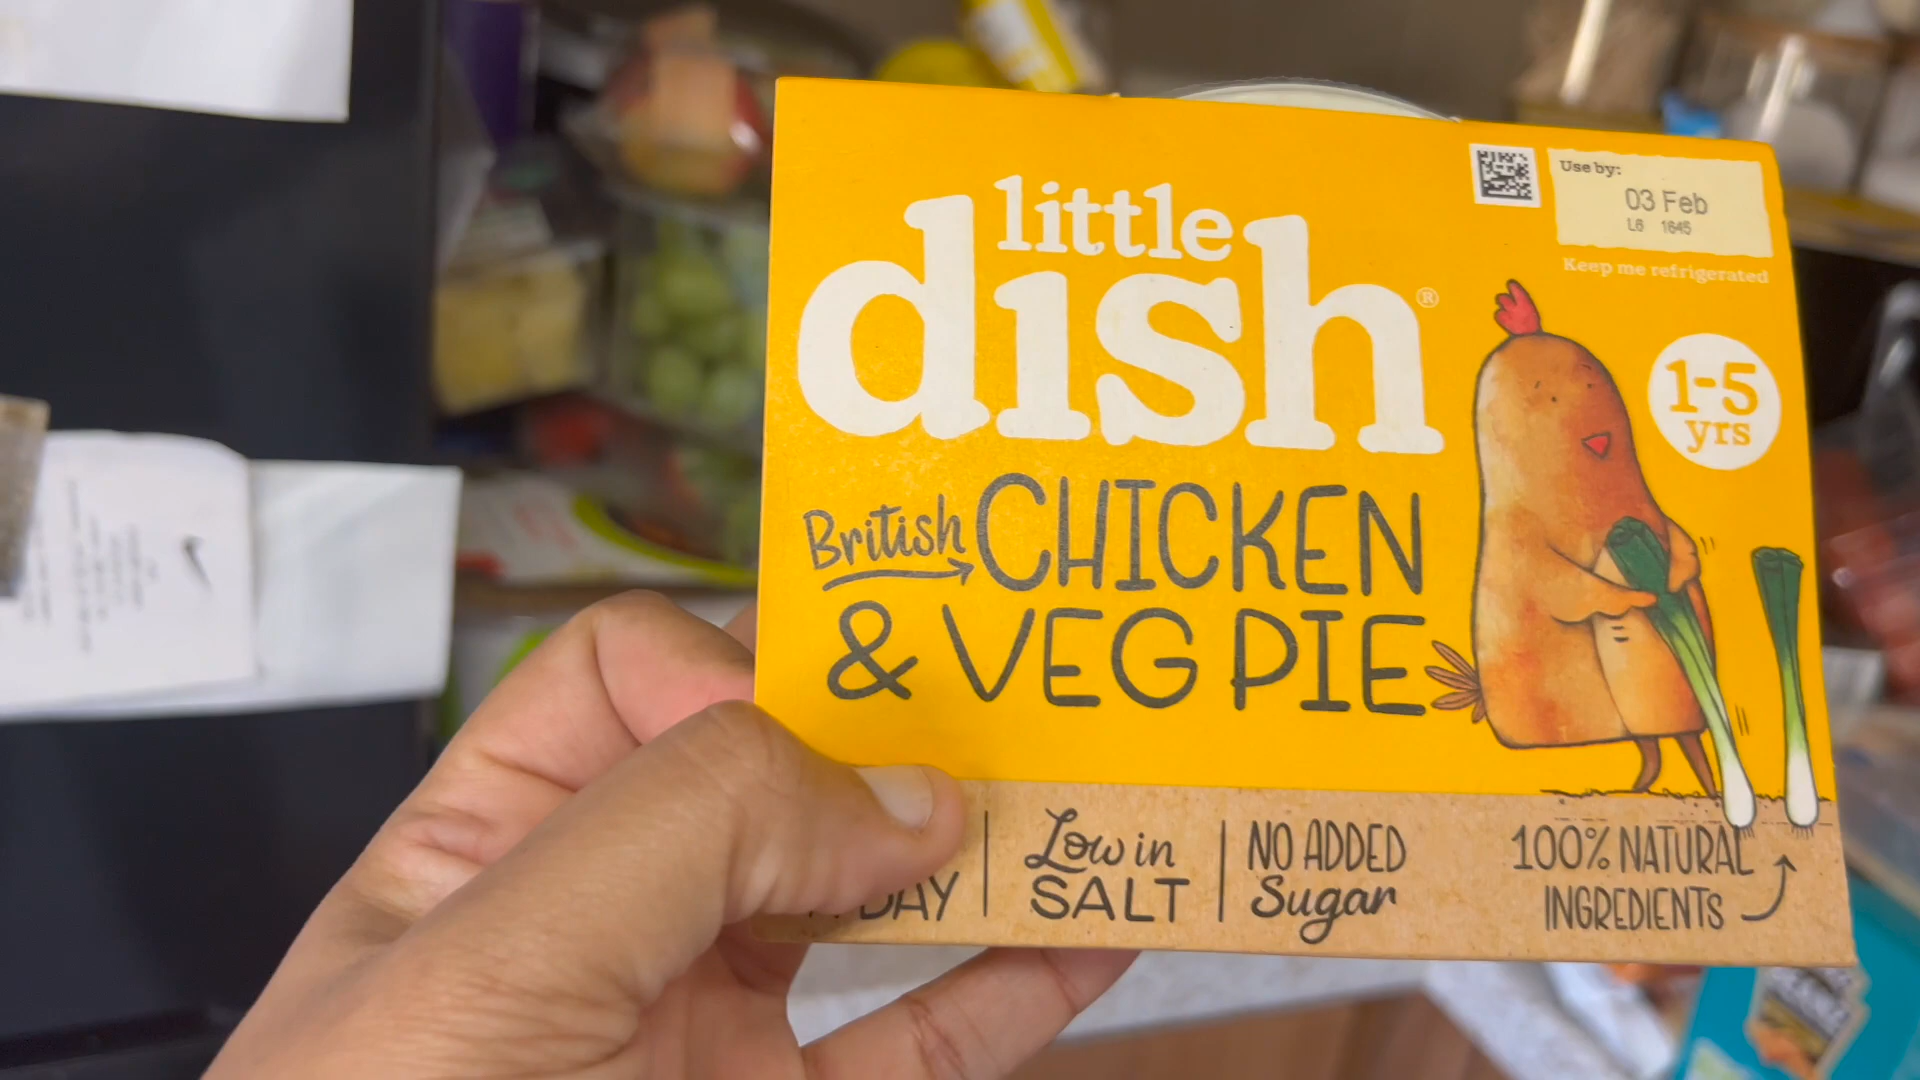 little
dish®
British CHICKEN
& VEG PIE
Use by:
03 Feb
L6 1645
Keep me refrigerated
1-5
yrs
DAY
Low in
SALT
NO ADDED
Sugar
100% NATURAL
INGREDIENTS